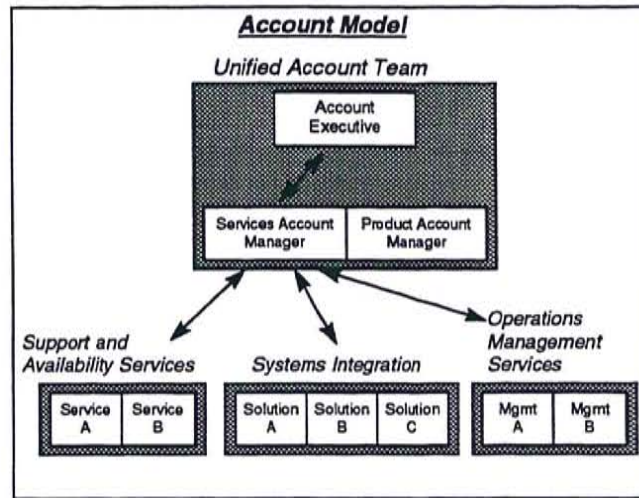 Account Model
Unified Account Team
Account
Executive
Services Account
Manager
Product Account
Manager
Support and
Availability Services
Systems Integration
Operations
Management
Services
Service
A
Service
B
Solution
A
Solution
B
Solution
C
Mgmt
A
Mgmt
B